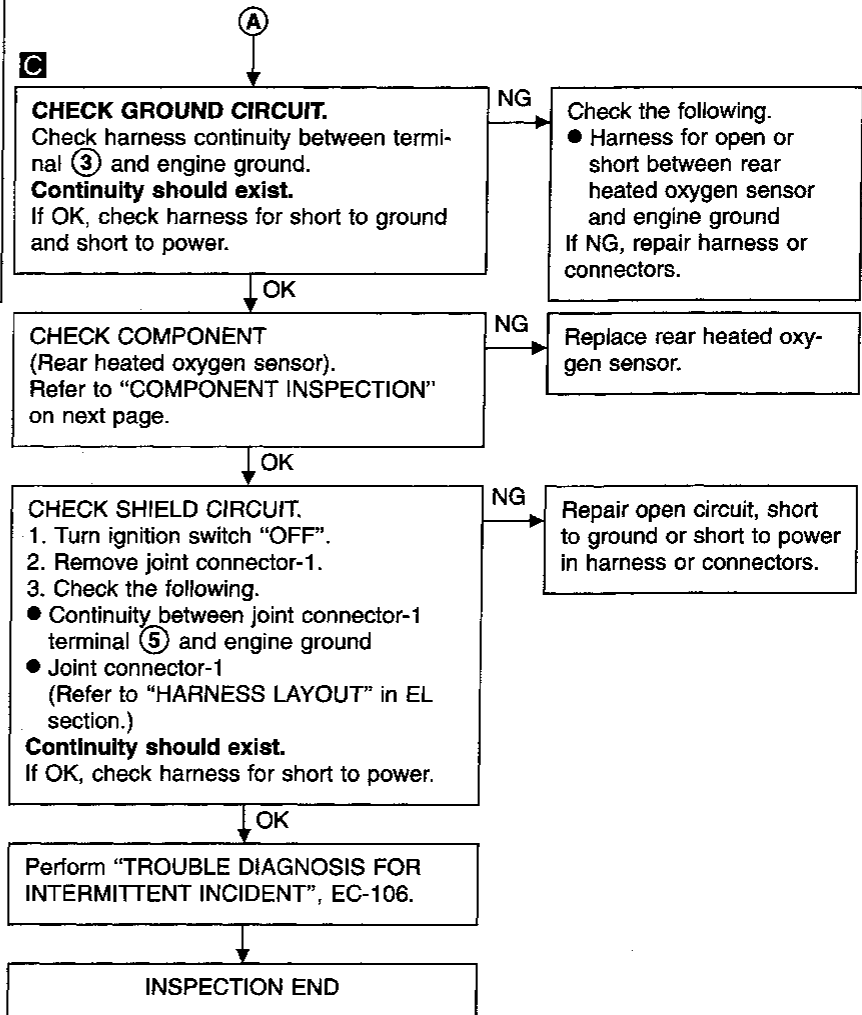 A
C
CHECK GROUND CIRCUIT.
Check harness continuity between termi-
nal ③ and engine ground.
Continuity should exist.
If OK, check harness for short to ground
and short to power.
NG
Check the following.
● Harness for open or
short between rear
heated oxygen sensor
and engine ground
If NG, repair harness or
connectors.
OK
CHECK COMPONENT
(Rear heated oxygen sensor).
Refer to “COMPONENT INSPECTION”
on next page.
NG
Replace rear heated oxy-
gen sensor.
OK
CHECK SHIELD CIRCUIT.
1. Turn ignition switch “OFF”.
2. Remove joint connector-1.
3. Check the following.
● Continuity between joint connector-1
terminal ⑤ and engine ground
● Joint connector-1
(Refer to “HARNESS LAYOUT” in EL
section.)
Continuity should exist.
If OK, check harness for short to power.
NG
Repair open circuit, short
to ground or short to power
in harness or connectors.
OK
Perform “TROUBLE DIAGNOSIS FOR
INTERMITTENT INCIDENT”, EC-106.
INSPECTION END